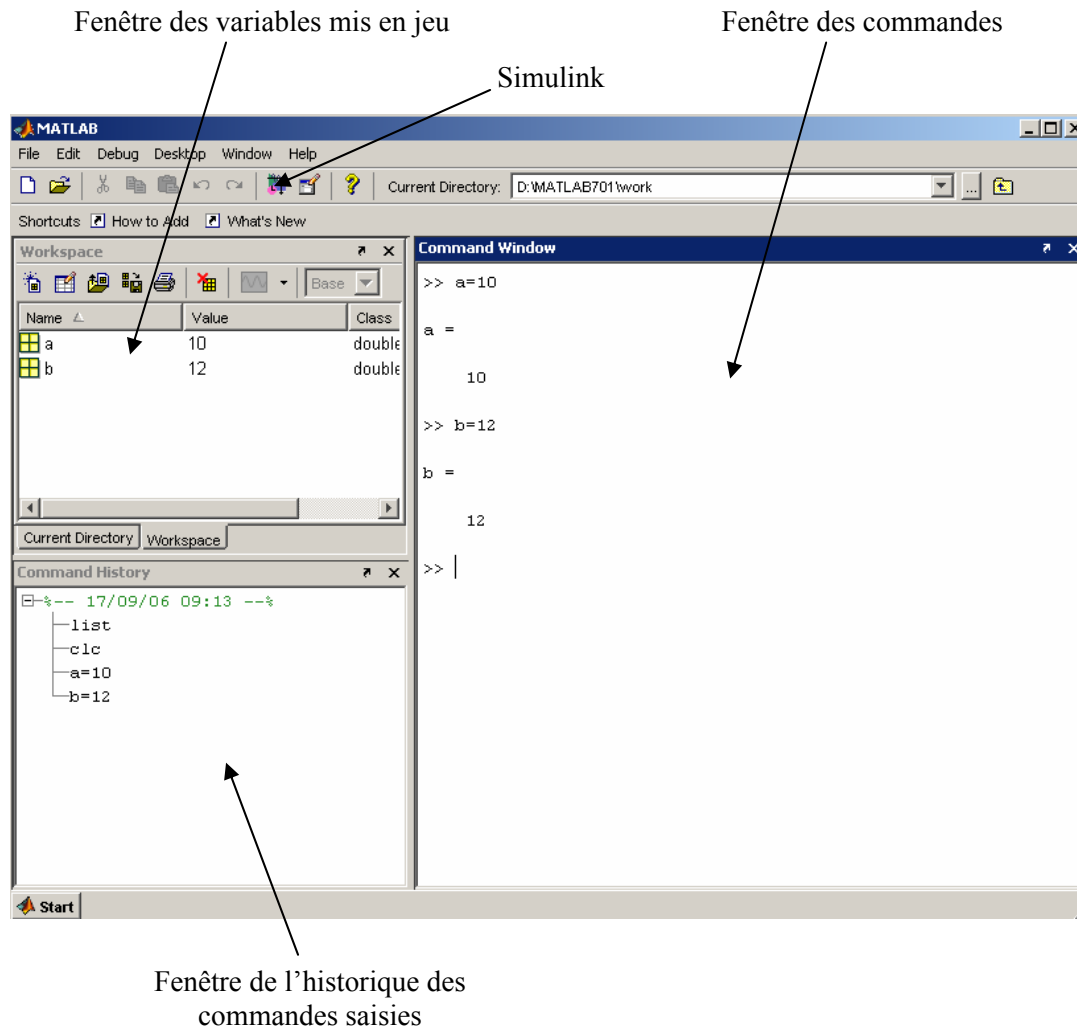 Fenêtre des variables mis en jeu
Fenêtre des commandes
Simulink
MATLAB
File Edit Debug Desktop Window Help
Current Directory: D:\MATLAB701\work
...
Shortcuts How to Add What's New
Workspace
Base
Name Value Class
a 10 double
b 12 double
Current Directory Workspace
Command History
%-- 17/09/06 09:13 --%
list
clc
a=10
b=12
Command Window
>> a=10
a =
10
>> b=12
b =
12
>>
Start
Fenêtre de l’historique des
commandes saisies